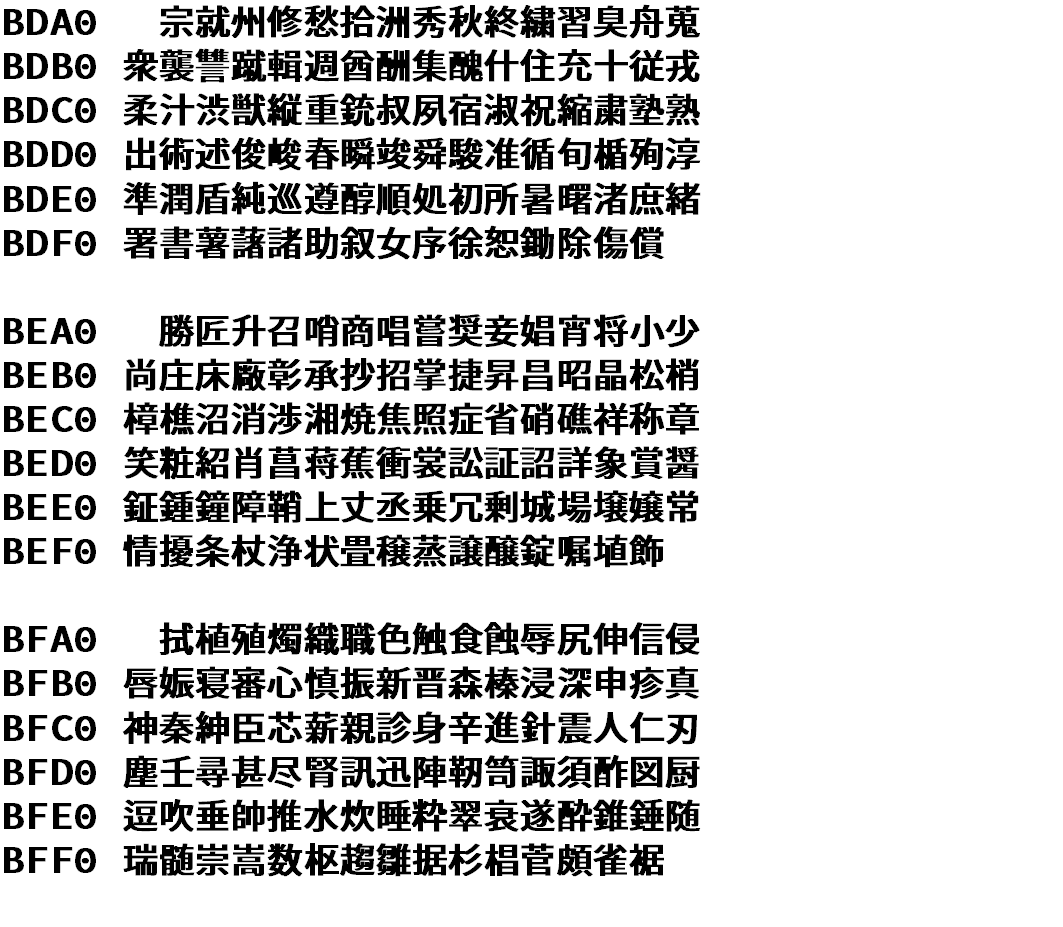 BDA0 宗就州修愁拾洲秀秋終繍習臭舟蒐
BDB0 衆襲讐蹴輯週酋酬集醜什住充十従戎
BDC0 柔汁渋獣縦重銃叔夙宿淑祝縮粛塾熟
BDD0 出術述俊峻春瞬竣舜駿准循旬楯殉淳
BDE0 準潤盾純巡遵醇順処初所暑曙渚庶緒
BDF0 署書薯藷諸助叙女序徐恕鋤除傷償

BEA0 勝匠升召哨商唱嘗奨妾娼宵将小少
BEB0 尚庄床廠彰承抄招掌捷昇昌昭晶松梢
BEC0 樟樵沼消渉湘焼焦照症省硝礁祥称章
BED0 笑粧紹肖菖蒋蕉衝裳訟証詔詳象賞醤
BEE0 鉦鍾鐘障鞘上丈丞乗冗剰城場壌嬢常
BEF0 情擾条杖浄状畳穣蒸譲醸錠嘱埴飾

BFA0 拭植殖燭織職色触食蝕辱尻伸信侵
BFB0 唇娠寝審心慎振新晋森榛浸深申疹真
BFC0 神秦紳臣芯薪親診身辛進針震人仁刃
BFD0 塵壬尋甚尽腎訊迅陣靭笥諏須酢図厨
BFE0 逗吹垂帥推水炊睡粋翠衰遂酔錐錘随
BFF0 瑞髄崇嵩数枢趨雛据杉椙菅頗雀裾